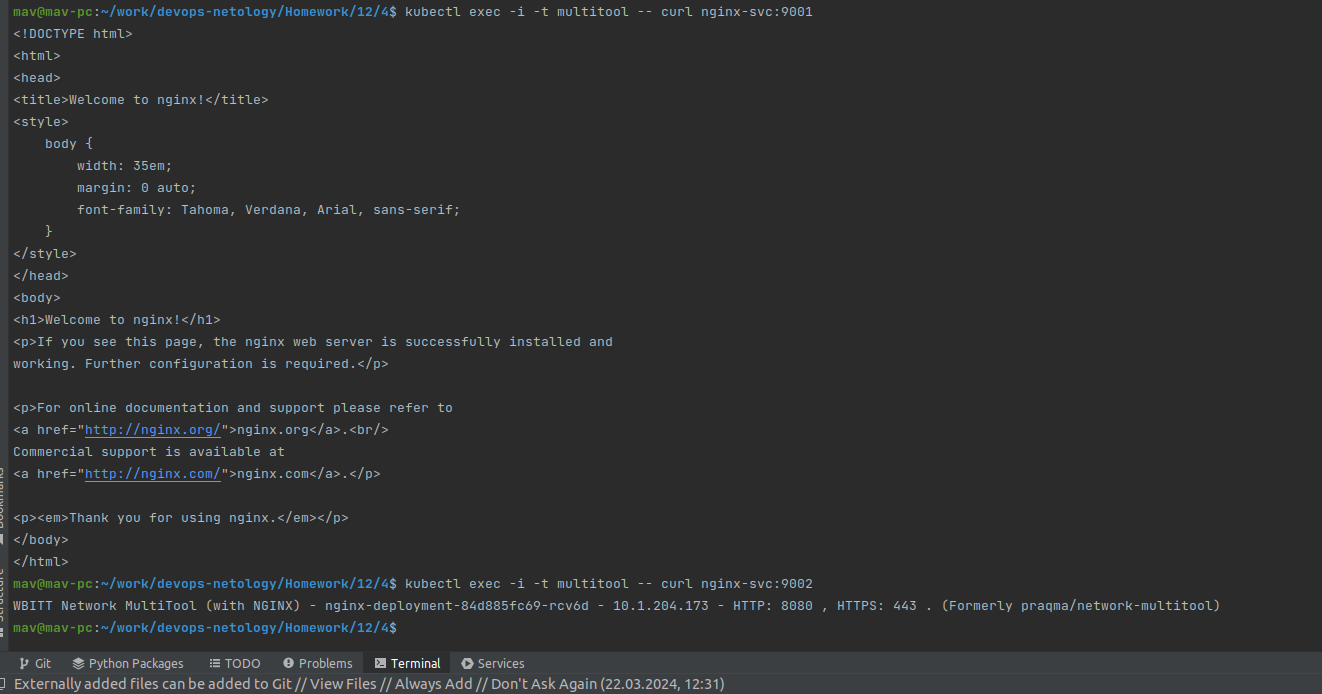 mav@mav-pc:~/work/devops-netology/Homework/12/4$ kubectl exec -i -t multitool -- curl nginx-svc:9001
<!DOCTYPE html>
<html>
<head>
<title>Welcome to nginx!</title>
<style>
    body {
        width: 35em;
        margin: 0 auto;
        font-family: Tahoma, Verdana, Arial, sans-serif;
    }
</style>
</head>
<body>
<h1>Welcome to nginx!</h1>
<p>If you see this page, the nginx web server is successfully installed and
working. Further configuration is required.</p>

<p>For online documentation and support please refer to
<a href="http://nginx.org/">nginx.org</a>.<br/>
Commercial support is available at
<a href="http://nginx.com/">nginx.com</a>.</p>

<p><em>Thank you for using nginx.</em></p>
</body>
</html>
mav@mav-pc:~/work/devops-netology/Homework/12/4$ kubectl exec -i -t multitool -- curl nginx-svc:9002
WBITT Network MultiTool (with NGINX) - nginx-deployment-84d885fc69-rcv6d - 10.1.204.173 - HTTP: 8080 , HTTPS: 443 . (Formerly praqma/network-multitool)
mav@mav-pc:~/work/devops-netology/Homework/12/4$
Git Python Packages TODO Problems Terminal Services
Externally added files can be added to Git // View Files // Always Add // Don't Ask Again (22.03.2024, 12:31)